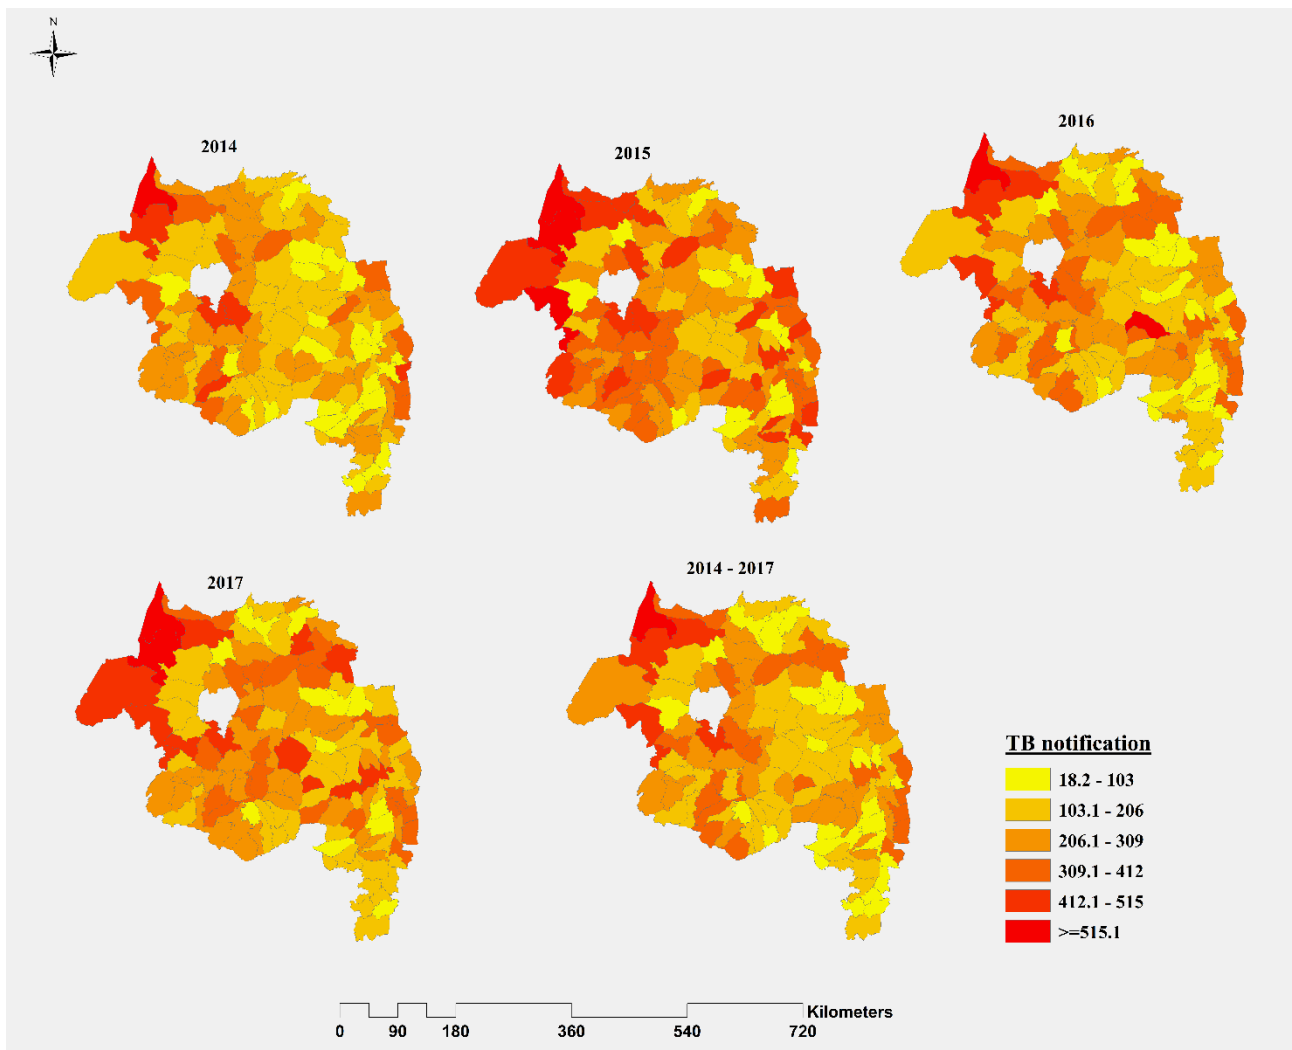 N
2014
2015
2016
2017
2014 - 2017
TB notification
18.2 - 103
103.1 - 206
206.1 - 309
309.1 - 412
412.1 - 515
>=515.1
Kilometers
0 90 180 360 540 720